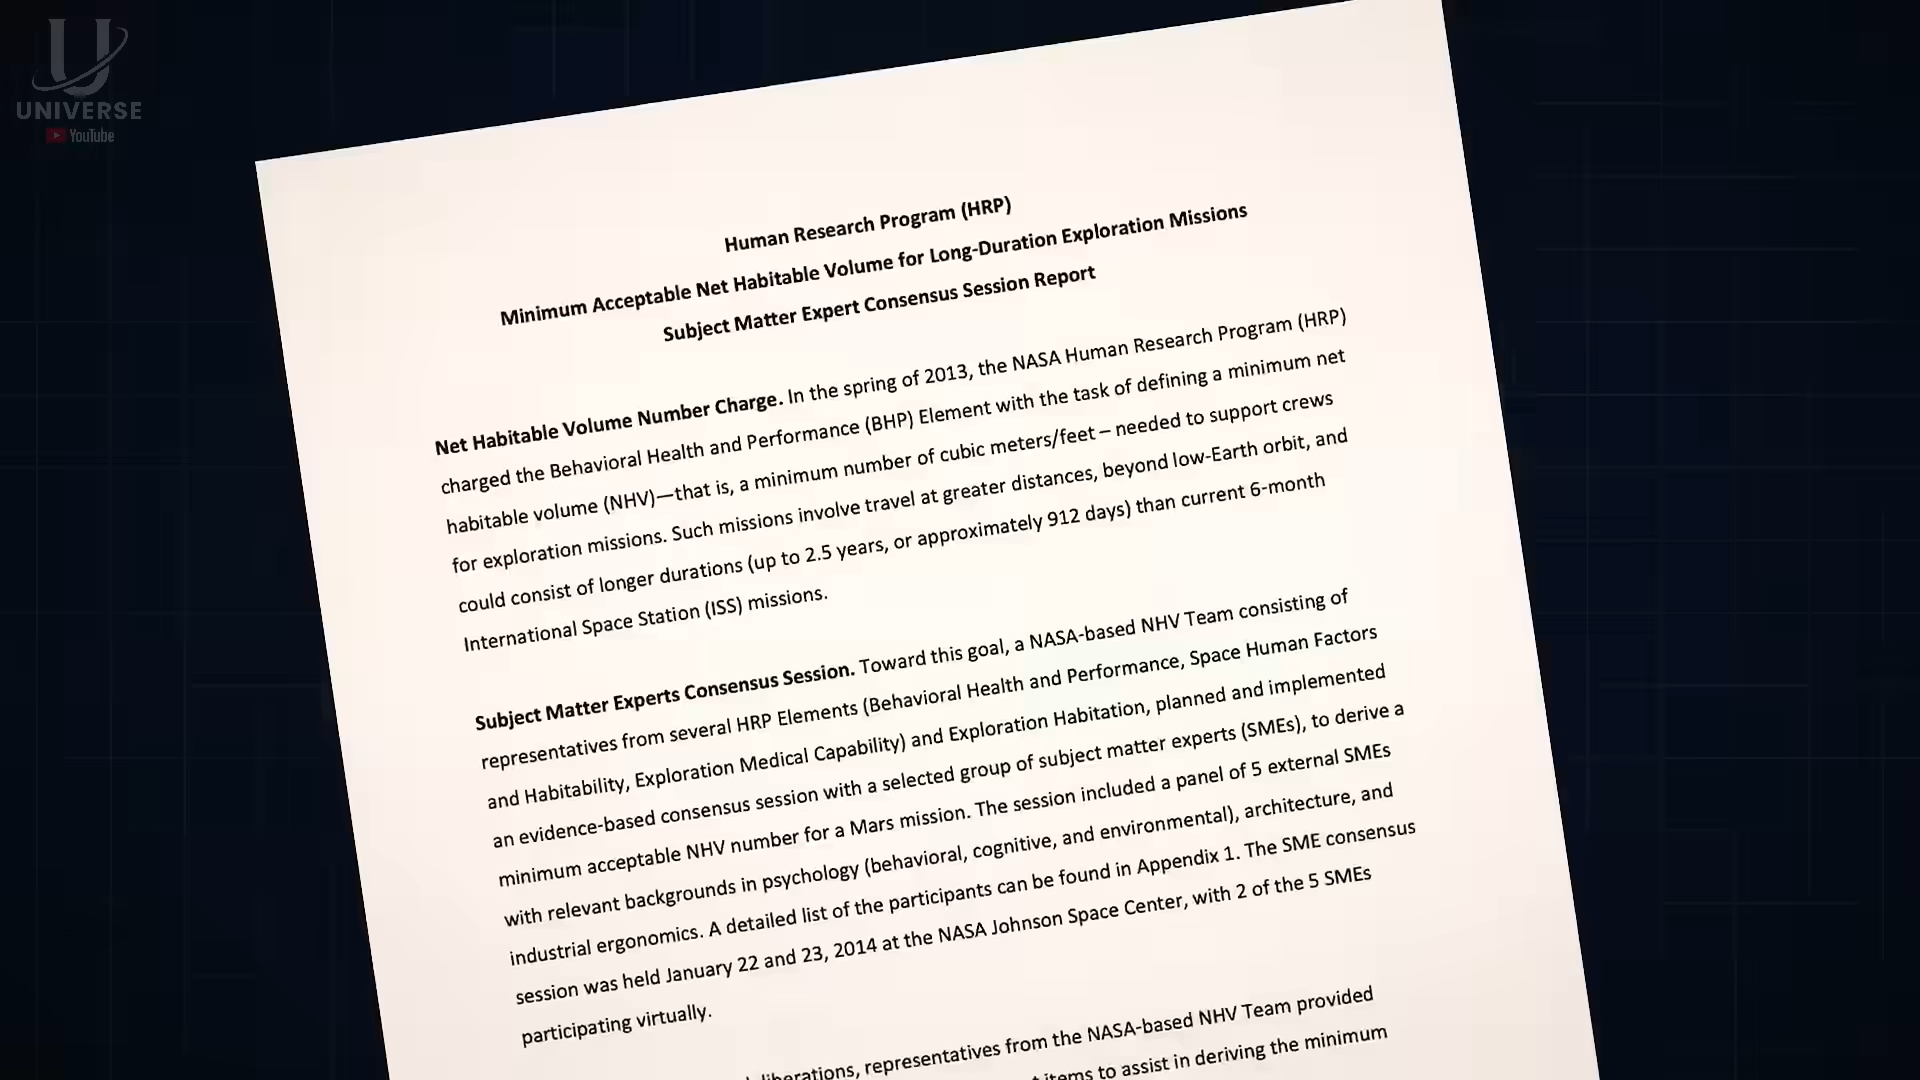 U
UNIVERSE
YouTube
Human Research Program (HRP)
Minimum Acceptable Net Habitable Volume for Long-Duration Exploration Missions
Subject Matter Expert Consensus Session Report
Net Habitable Volume Number Charge. In the spring of 2013, the NASA Human Research Program (HRP)
charged the Behavioral Health and Performance (BHP) Element with the task of defining a minimum net
habitable volume (NHV)—that is, a minimum number of cubic meters/feet – needed to support crews
for exploration missions. Such missions involve travel at greater distances, beyond low-Earth orbit, and
could consist of longer durations (up to 2.5 years, or approximately 912 days) than current 6-month
International Space Station (ISS) missions.
Subject Matter Experts Consensus Session. Toward this goal, a NASA-based NHV Team consisting of
representatives from several HRP Elements (Behavioral Health and Performance, Space Human Factors
and Habitability, Exploration Medical Capability) and Exploration Habitation, planned and implemented
an evidence-based consensus session with a selected group of subject matter experts (SMEs), to derive a
minimum acceptable NHV number for a Mars mission. The session included a panel of 5 external SMEs
with relevant backgrounds in psychology (behavioral, cognitive, and environmental), architecture, and
industrial ergonomics. A detailed list of the participants can be found in Appendix 1. The SME consensus
session was held January 22 and 23, 2014 at the NASA Johnson Space Center, with 2 of the 5 SMEs
participating virtually.
representatives from the NASA-based NHV Team provided
items to assist in deriving the minimum